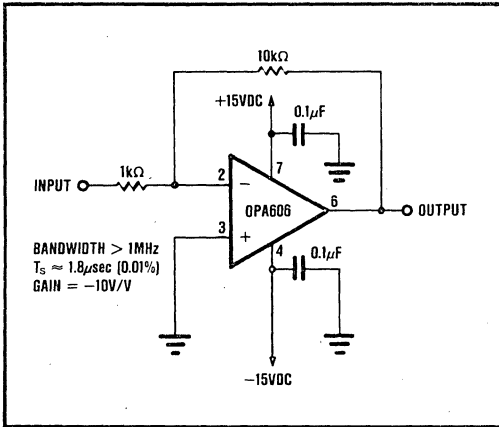 10kΩ
+15VDC
0.1μF
1kΩ
7
INPUT
2
−
OPA606
6
OUTPUT
3
+
4
0.1μF
BANDWIDTH > 1MHz
Ts ≈ 1.8μsec (0.01%)
GAIN = −10V/V
−15VDC